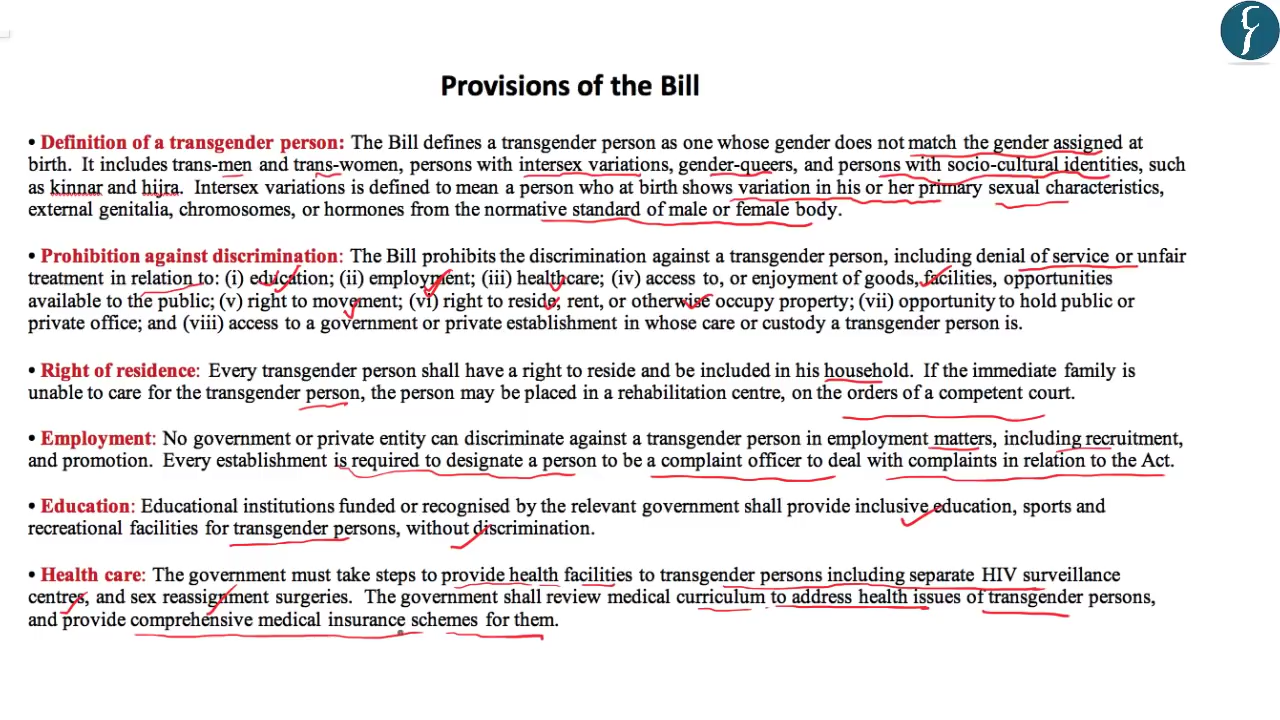 Provisions of the Bill
• Definition of a transgender person: The Bill defines a transgender person as one whose gender does not match the gender assigned at
birth. It includes trans-men and trans-women, persons with intersex variations, gender-queers, and persons with socio-cultural identities, such
as kinnar and hijra. Intersex variations is defined to mean a person who at birth shows variation in his or her primary sexual characteristics,
external genitalia, chromosomes, or hormones from the normative standard of male or female body.
• Prohibition against discrimination: The Bill prohibits the discrimination against a transgender person, including denial of service or unfair
treatment in relation to: (i) education; (ii) employment; (iii) healthcare; (iv) access to, or enjoyment of goods, facilities, opportunities
available to the public; (v) right to movement; (vi) right to reside, rent, or otherwise occupy property; (vii) opportunity to hold public or
private office; and (viii) access to a government or private establishment in whose care or custody a transgender person is.
• Right of residence: Every transgender person shall have a right to reside and be included in his household. If the immediate family is
unable to care for the transgender person, the person may be placed in a rehabilitation centre, on the orders of a competent court.
• Employment: No government or private entity can discriminate against a transgender person in employment matters, including recruitment,
and promotion. Every establishment is required to designate a person to be a complaint officer to deal with complaints in relation to the Act.
• Education: Educational institutions funded or recognised by the relevant government shall provide inclusive education, sports and
recreational facilities for transgender persons, without discrimination.
• Health care: The government must take steps to provide health facilities to transgender persons including separate HIV surveillance
centres, and sex reassignment surgeries. The government shall review medical curriculum to address health issues of transgender persons,
and provide comprehensive medical insurance schemes for them.